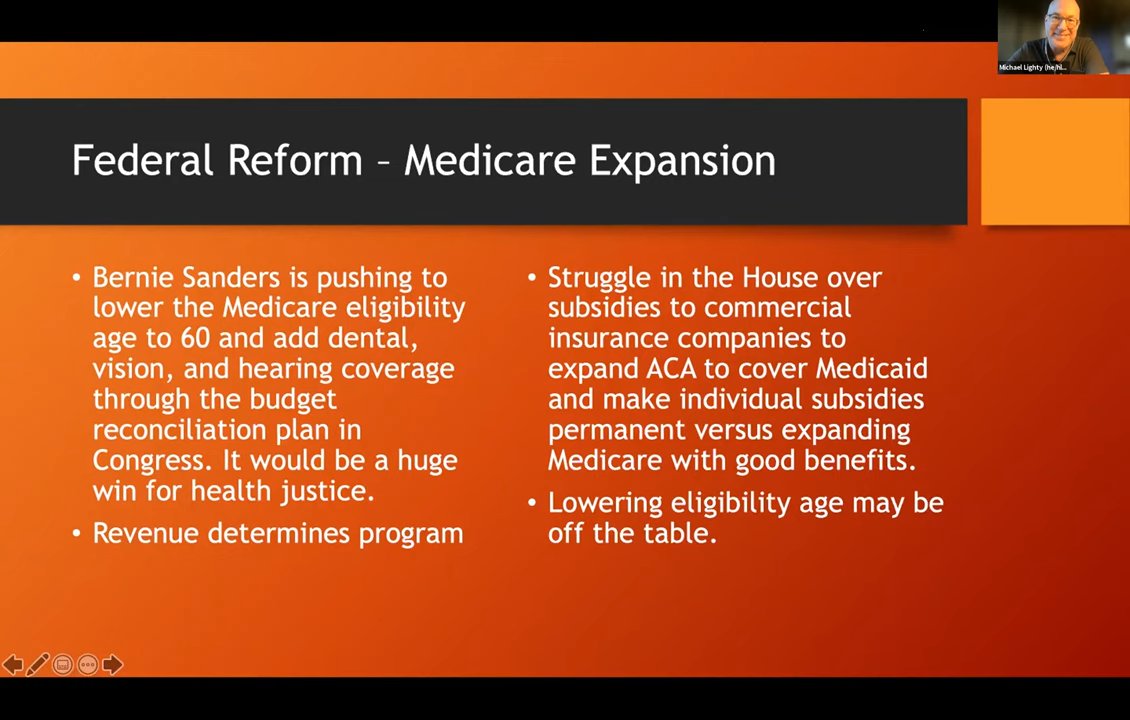 Michael Lighty (he/hi...
Federal Reform – Medicare Expansion
• Bernie Sanders is pushing to
lower the Medicare eligibility
age to 60 and add dental,
vision, and hearing coverage
through the budget
reconciliation plan in
Congress. It would be a huge
win for health justice.
• Revenue determines program
• Struggle in the House over
subsidies to commercial
insurance companies to
expand ACA to cover Medicaid
and make individual subsidies
permanent versus expanding
Medicare with good benefits.
• Lowering eligibility age may be
off the table.